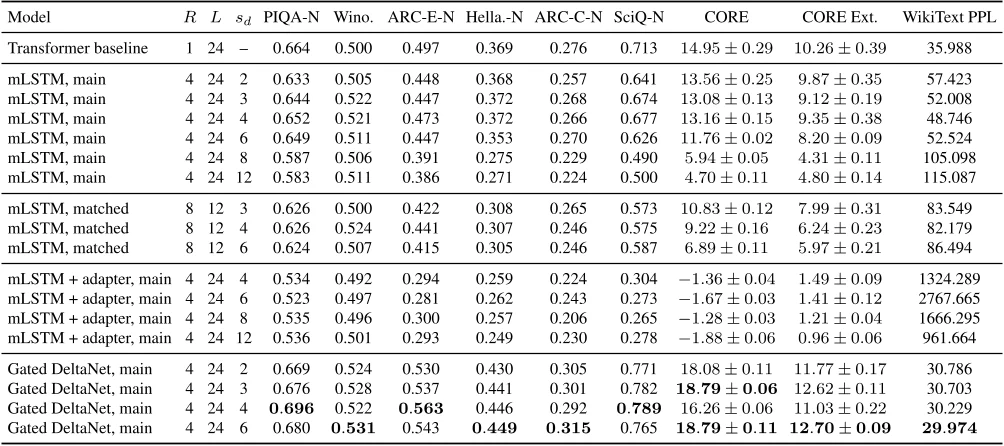 Model R L s_d PIQA-N Wino. ARC-E-N Hella.-N ARC-C-N SciQ-N CORE CORE Ext. WikiText PPL
Transformer baseline 1 24 – 0.664 0.500 0.497 0.369 0.276 0.713 14.95 ± 0.29 10.26 ± 0.39 35.988
mLSTM, main 4 24 2 0.633 0.505 0.448 0.368 0.257 0.641 13.56 ± 0.25 9.87 ± 0.35 57.423
mLSTM, main 4 24 3 0.644 0.522 0.447 0.372 0.268 0.674 13.08 ± 0.13 9.12 ± 0.19 52.008
mLSTM, main 4 24 4 0.652 0.521 0.473 0.372 0.266 0.677 13.16 ± 0.15 9.35 ± 0.38 48.746
mLSTM, main 4 24 6 0.649 0.511 0.447 0.353 0.270 0.626 11.76 ± 0.02 8.20 ± 0.09 52.524
mLSTM, main 4 24 8 0.587 0.506 0.391 0.275 0.229 0.490 5.94 ± 0.05 4.31 ± 0.11 105.098
mLSTM, main 4 24 12 0.583 0.511 0.386 0.271 0.224 0.500 4.70 ± 0.11 4.80 ± 0.14 115.087
mLSTM, matched 8 12 3 0.626 0.500 0.422 0.308 0.265 0.573 10.83 ± 0.12 7.99 ± 0.31 83.549
mLSTM, matched 8 12 4 0.626 0.524 0.441 0.307 0.246 0.575 9.22 ± 0.16 6.24 ± 0.23 82.179
mLSTM, matched 8 12 6 0.624 0.507 0.415 0.305 0.246 0.587 6.89 ± 0.11 5.97 ± 0.21 86.494
mLSTM + adapter, main 4 24 4 0.534 0.492 0.294 0.259 0.224 0.304 −1.36 ± 0.04 1.49 ± 0.09 1324.289
mLSTM + adapter, main 4 24 6 0.523 0.497 0.281 0.262 0.243 0.273 −1.67 ± 0.03 1.41 ± 0.12 2767.665
mLSTM + adapter, main 4 24 8 0.535 0.496 0.300 0.257 0.206 0.265 −1.28 ± 0.03 1.21 ± 0.04 1666.295
mLSTM + adapter, main 4 24 12 0.536 0.501 0.293 0.249 0.230 0.278 −1.88 ± 0.06 0.96 ± 0.06 961.664
Gated DeltaNet, main 4 24 2 0.669 0.524 0.530 0.430 0.305 0.771 18.08 ± 0.11 11.77 ± 0.17 30.786
Gated DeltaNet, main 4 24 3 0.676 0.528 0.537 0.441 0.301 0.782 18.79 ± 0.06 12.62 ± 0.11 30.703
Gated DeltaNet, main 4 24 4 0.696 0.522 0.563 0.446 0.292 0.789 16.26 ± 0.06 11.03 ± 0.22 30.229
Gated DeltaNet, main 4 24 6 0.680 0.531 0.543 0.449 0.315 0.765 18.79 ± 0.11 12.70 ± 0.09 29.974